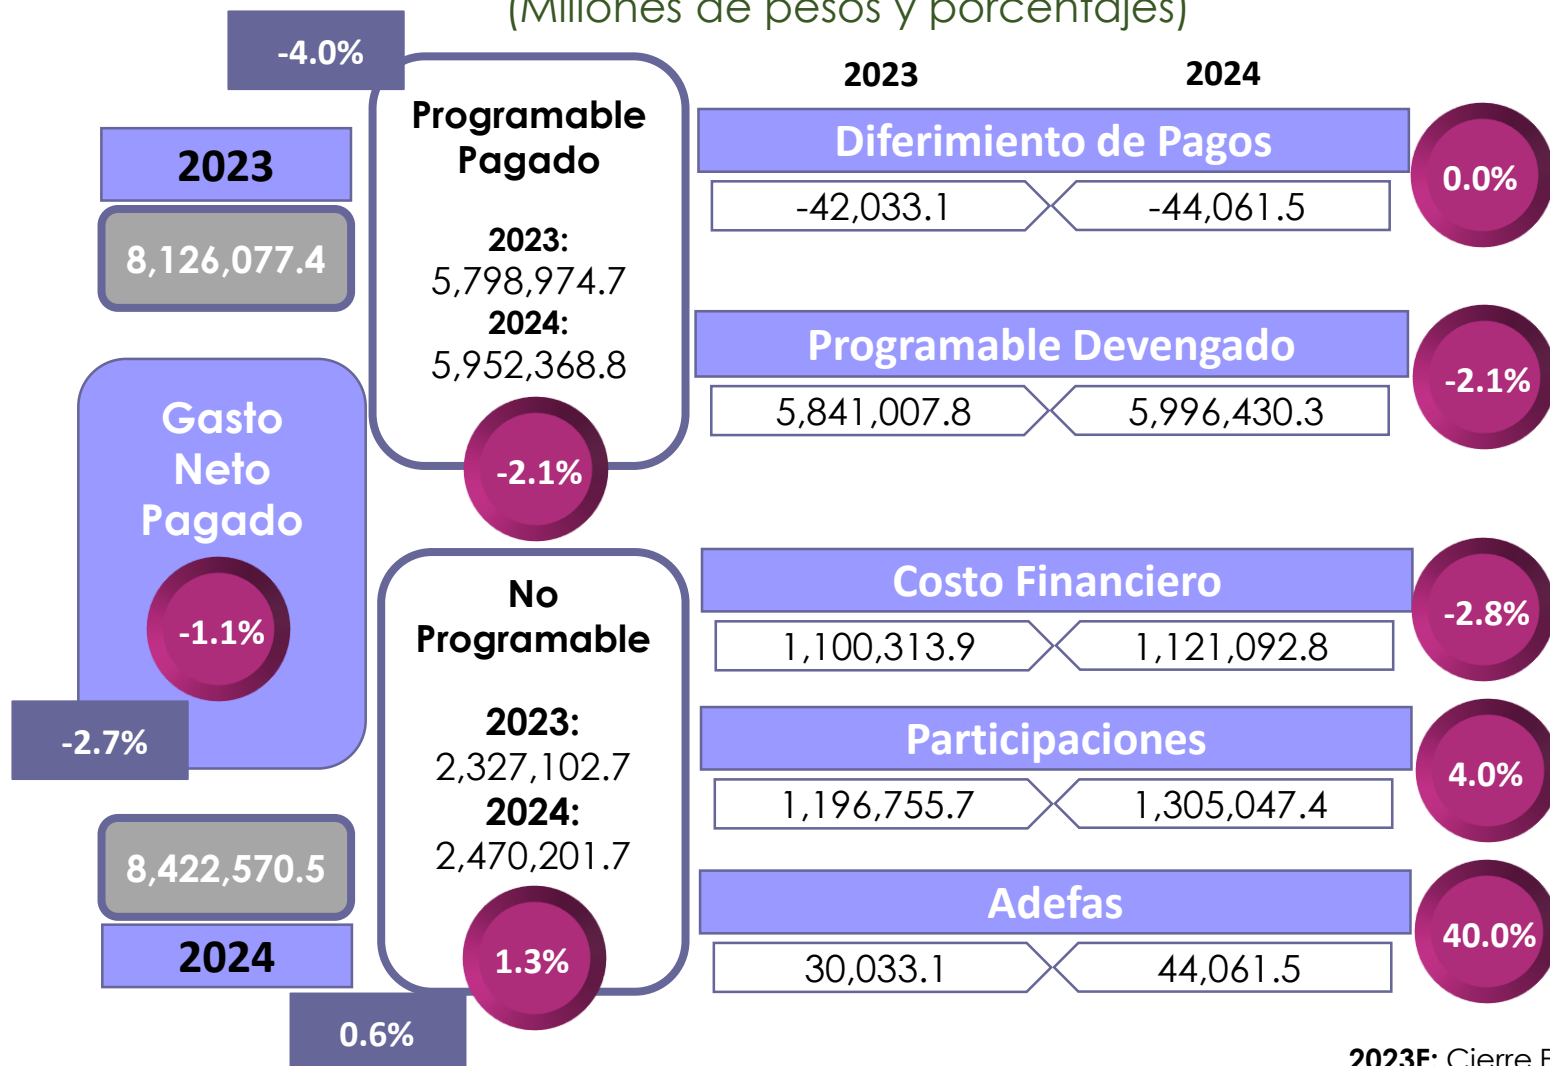 (Millones de pesos y porcentajes)
-4.0%
2023
8,126,077.4
Gasto
Neto
Pagado
-1.1%
-2.7%
8,422,570.5
2024
Programable
Pagado
2023:
5,798,974.7
2024:
5,952,368.8
-2.1%
No
Programable
2023:
2,327,102.7
2024:
2,470,201.7
1.3%
0.6%
2023 2024
Diferimiento de Pagos
-42,033.1 -44,061.5
0.0%
Programable Devengado
5,841,007.8 5,996,430.3
-2.1%
Costo Financiero
1,100,313.9 1,121,092.8
-2.8%
Participaciones
1,196,755.7 1,305,047.4
4.0%
Adefas
30,033.1 44,061.5
40.0%
2023E: Cierre